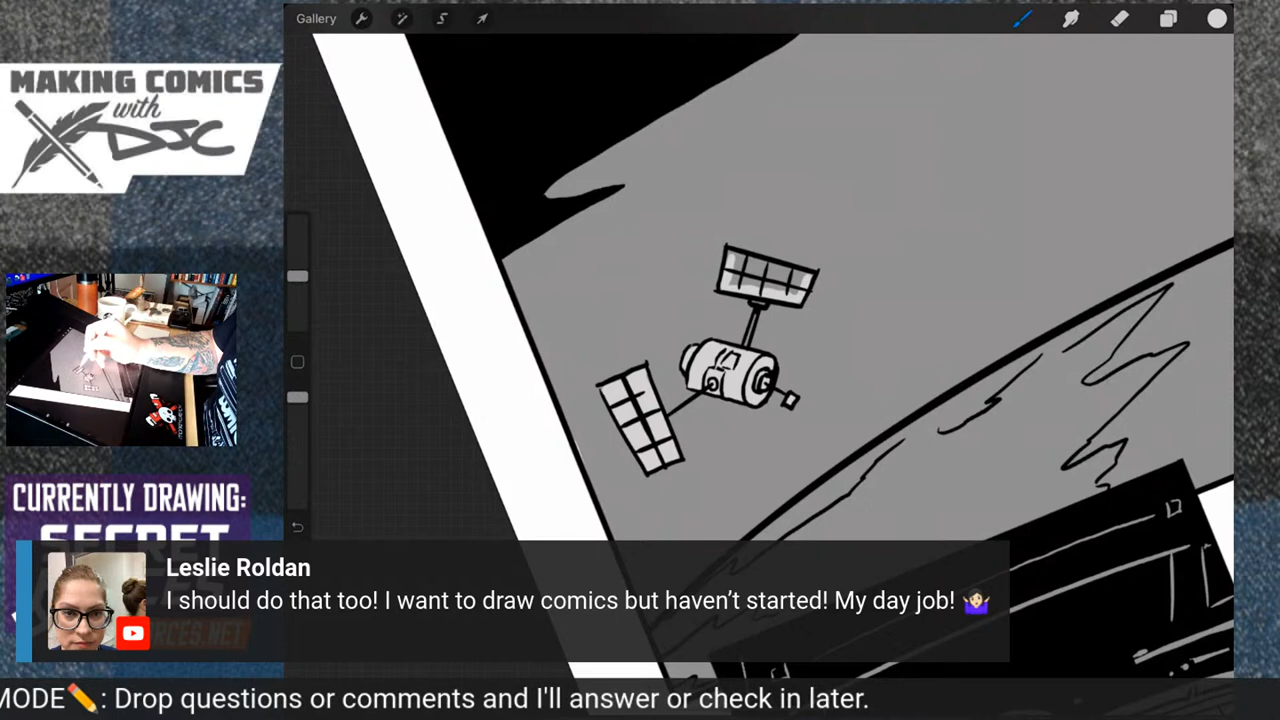 Gallery
MAKING COMICS
with
DJC
CURRENTLY DRAWING:
SECRET
Leslie Roldan
I should do that too! I want to draw comics but haven't started! My day job! 🤷🏻‍♀️
MODE✏️: Drop questions or comments and I'll answer or check in later.